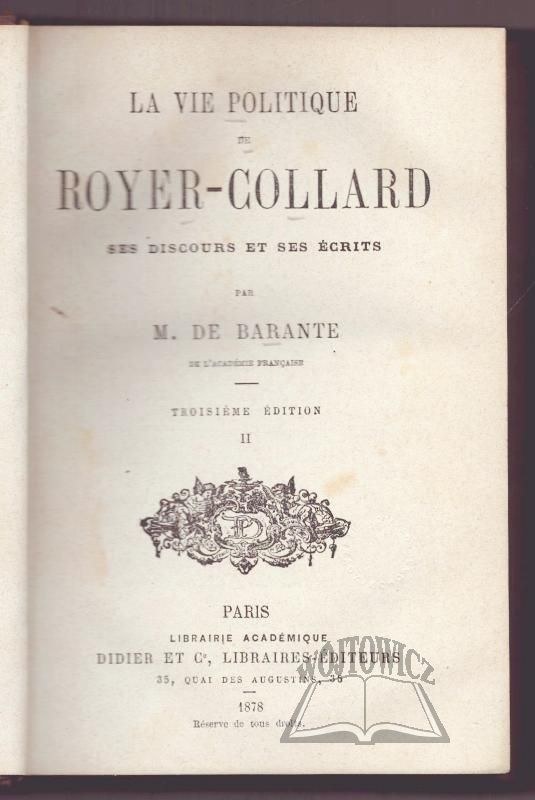 LA VIE POLITIQUE
DE
ROYER-COLLARD
SES DISCOURS ET SES ÉCRITS
PAR
M. DE BARANTE
DE L'ACADÉMIE FRANÇAISE
TROISIÈME ÉDITION
II
PARIS
LIBRAIRIE ACADÉMIQUE
DIDIER ET Cᵉ, LIBRAIRES-ÉDITEURS
35, QUAI DES AUGUSTINS, 35
1878
Réserve de tous droits.
WÓJTOWICZ